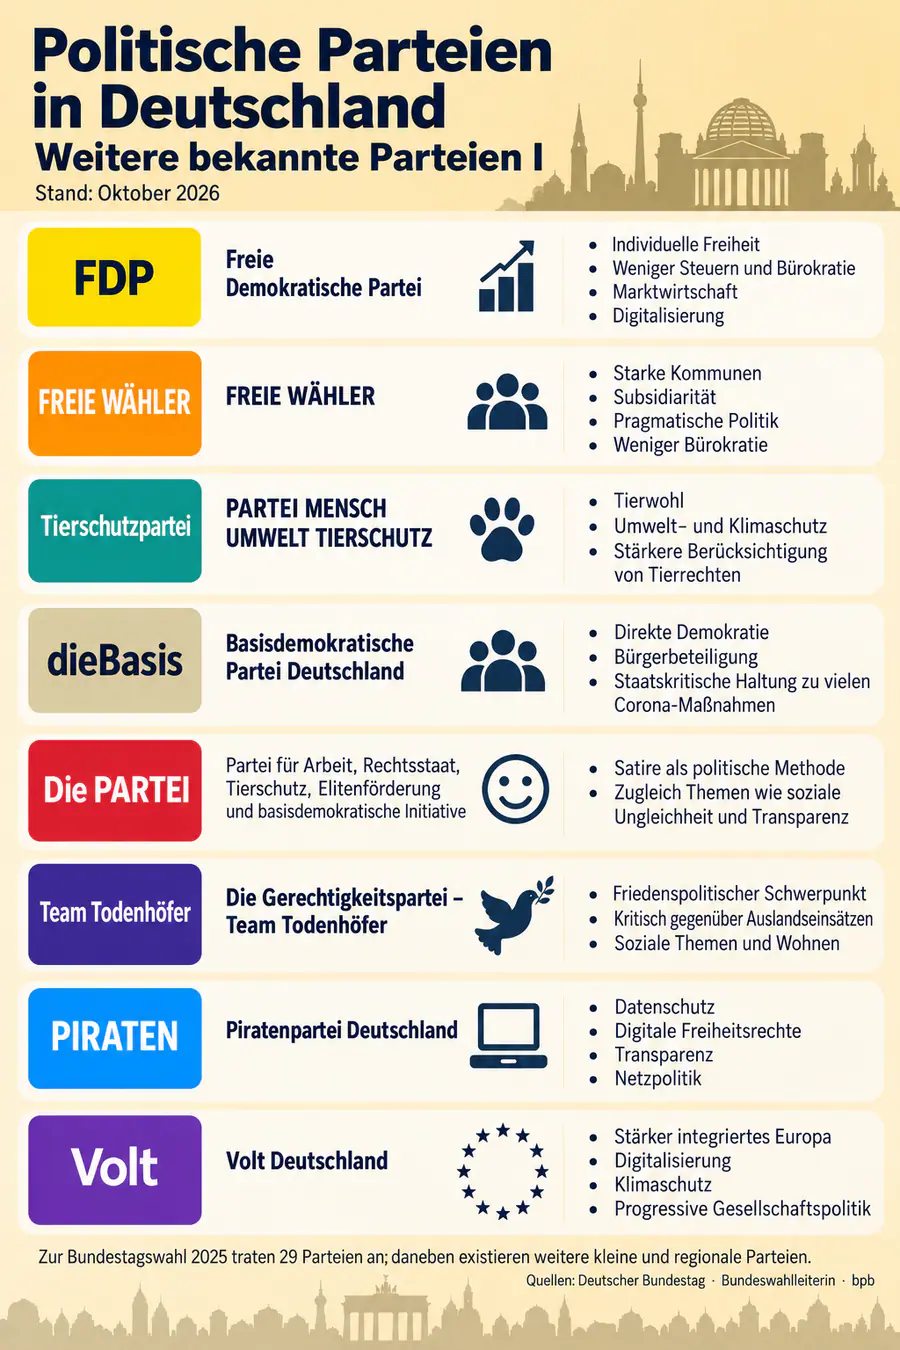 Politische Parteien
in Deutschland
Weitere bekannte Parteien I
Stand: Oktober 2026
FDP
Freie
Demokratische Partei
• Individuelle Freiheit
• Weniger Steuern und Bürokratie
• Marktwirtschaft
• Digitalisierung
FREIE WÄHLER
FREIE WÄHLER
• Starke Kommunen
• Subsidiarität
• Pragmatische Politik
• Weniger Bürokratie
Tierschutzpartei
PARTEI MENSCH
UMWELT TIERSCHUTZ
• Tierwohl
• Umwelt- und Klimaschutz
• Stärkere Berücksichtigung
von Tierrechten
dieBasis
Basisdemokratische
Partei Deutschland
• Direkte Demokratie
• Bürgerbeteiligung
• Staatskritische Haltung zu vielen
Corona-Maßnahmen
Die PARTEI
Partei für Arbeit, Rechtsstaat,
Tierschutz, Elitenförderung
und basisdemokratische Initiative
• Satire als politische Methode
• Zugleich Themen wie soziale
Ungleichheit und Transparenz
Team Todenhöfer
Die Gerechtigkeitspartei –
Team Todenhöfer
• Friedenspolitischer Schwerpunkt
• Kritisch gegenüber Auslandseinsätzen
• Soziale Themen und Wohnen
PIRATEN
Piratenpartei Deutschland
• Datenschutz
• Digitale Freiheitsrechte
• Transparenz
• Netzpolitik
Volt
Volt Deutschland
• Stärker integriertes Europa
• Digitalisierung
• Klimaschutz
• Progressive Gesellschaftspolitik
Zur Bundestagswahl 2025 traten 29 Parteien an; daneben existieren weitere kleine und regionale Parteien.
Quellen: Deutscher Bundestag · Bundeswahlleiterin · bpb